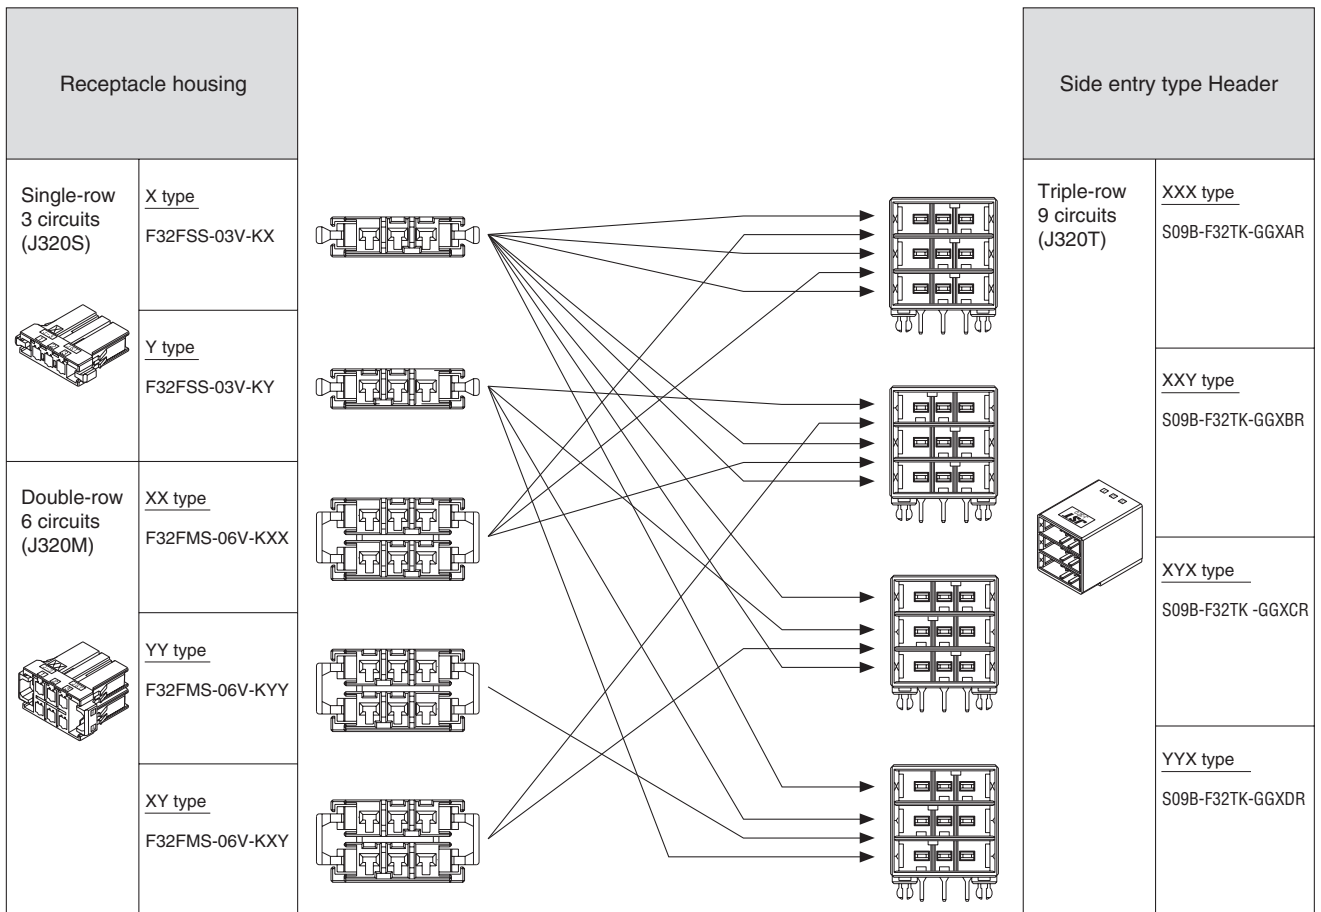 Receptacle housing
Side entry type Header
Single-row
3 circuits
(J320S)
X type
F32FSS-03V-KX
Y type
F32FSS-03V-KY
Double-row
6 circuits
(J320M)
XX type
F32FMS-06V-KXX
YY type
F32FMS-06V-KYY
XY type
F32FMS-06V-KXY
Triple-row
9 circuits
(J320T)
XXX type
S09B-F32TK-GGXAR
XXY type
S09B-F32TK-GGXBR
JST
XYX type
S09B-F32TK -GGXCR
YYX type
S09B-F32TK-GGXDR